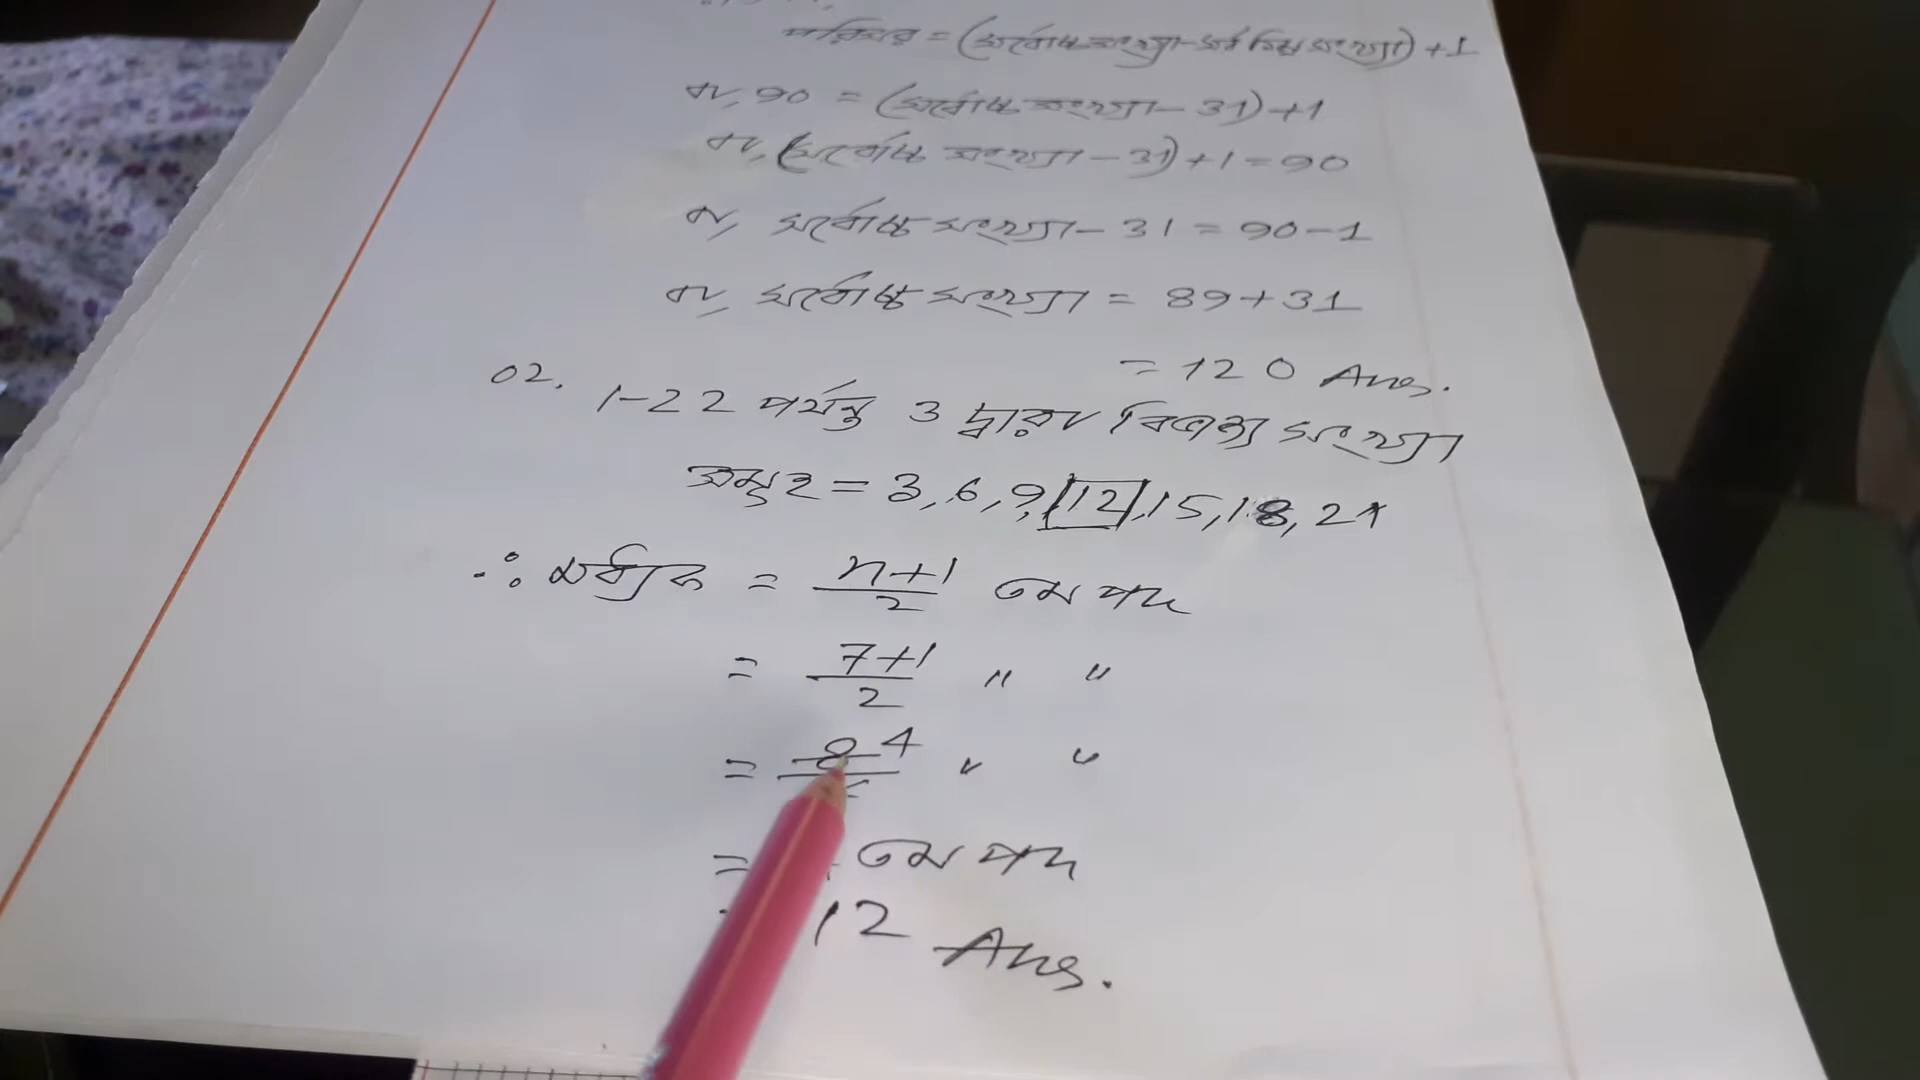 পরিসর = (সর্বোচ্চ সংখ্যা - সর্বনিম্ন সংখ্যা) + 1
বা, 90 = (সর্বোচ্চ সংখ্যা - 31) + 1
বা, (সর্বোচ্চ সংখ্যা - 31) + 1 = 90
বা, সর্বোচ্চ সংখ্যা - 31 = 90 - 1
বা, সর্বোচ্চ সংখ্যা = 89 + 31
= 120 Ans.
02. 1-22 পর্যন্ত 3 দ্বারা বিভাজ্য সংখ্যা
সমূহ = 3, 6, 9, 12, 15, 18, 21
∴ মধ্যক = n+1/2 তম পদ
= 7+1/2 " "
= 8 4/ " "
= তম পদ
12 Ans.